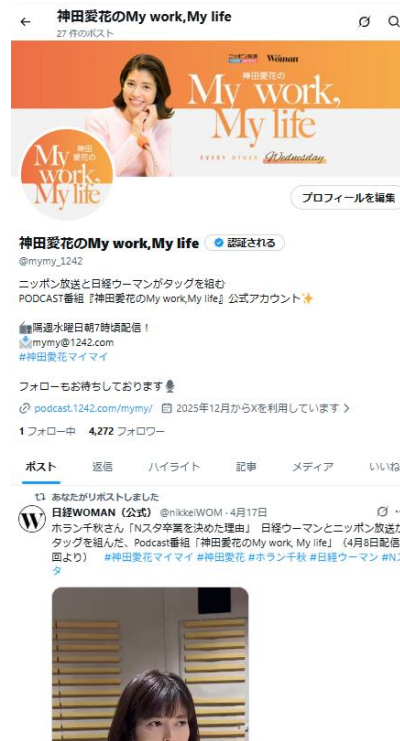 神田愛花のMy work,My life
27 件のポスト
ニッポン放送
Woman
神田愛花の
My work,
My life
EVERY OTHER Wednesday
My 神田愛花の
work,
My life
プロフィールを編集
神田愛花のMy work,My life 認証される
@mymy_1242
ニッポン放送と日経ウーマンがタッグを組む
PODCAST番組『神田愛花のMy work,My life』公式アカウント✨
📻隔週水曜日朝7時頃配信！
📩mymy@1242.com
#神田愛花マイマイ
フォローもお待ちしております🎙
podcast.1242.com/mymy/ 2025年12月からXを利用しています
1 フォロー中 4,272 フォロワー
ポスト 返信 ハイライト 記事 メディア いいね
あなたがリポストしました
W
日経WOMAN（公式） @nikkeiWOM · 4月17日
ホラン千秋さん「Nスタ卒業を決めた理由」 日経ウーマンとニッポン放送が
タッグを組んだ、Podcast番組「神田愛花のMy work, My life」（4月8日配信
回より） #神田愛花マイマイ #神田愛花 #ホラン千秋 #日経ウーマン #Nス
タ